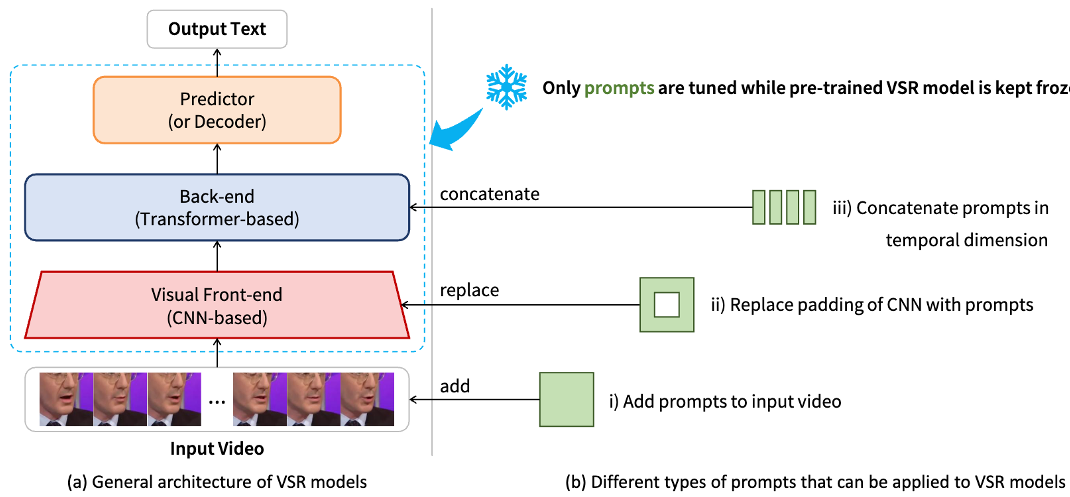 Output Text
Predictor
(or Decoder)
Back-end
(Transformer-based)
Visual Front-end
(CNN-based)
...
Input Video
(a) General architecture of VSR models
Only prompts are tuned while pre-trained VSR model is kept froze
concatenate
iii) Concatenate prompts in
temporal dimension
replace
ii) Replace padding of CNN with prompts
add
i) Add prompts to input video
(b) Different types of prompts that can be applied to VSR models